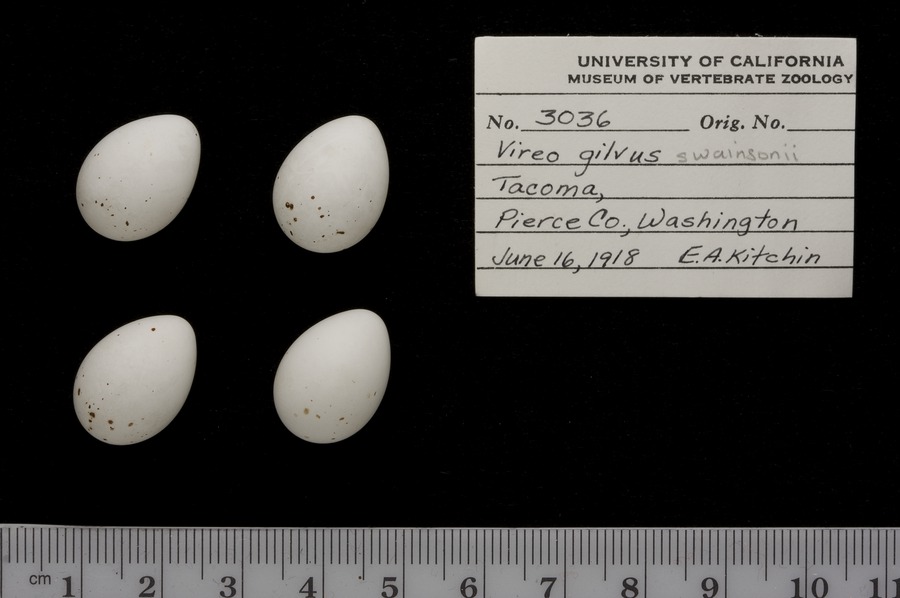 UNIVERSITY OF CALIFORNIA
MUSEUM OF VERTEBRATE ZOOLOGY
No. 3036 Orig. No.
Vireo gilvus swainsonii
Tacoma,
Pierce Co., Washington
June 16, 1918 E.A. Kitchin
cm 1 2 3 4 5 6 7 8 9 10 11